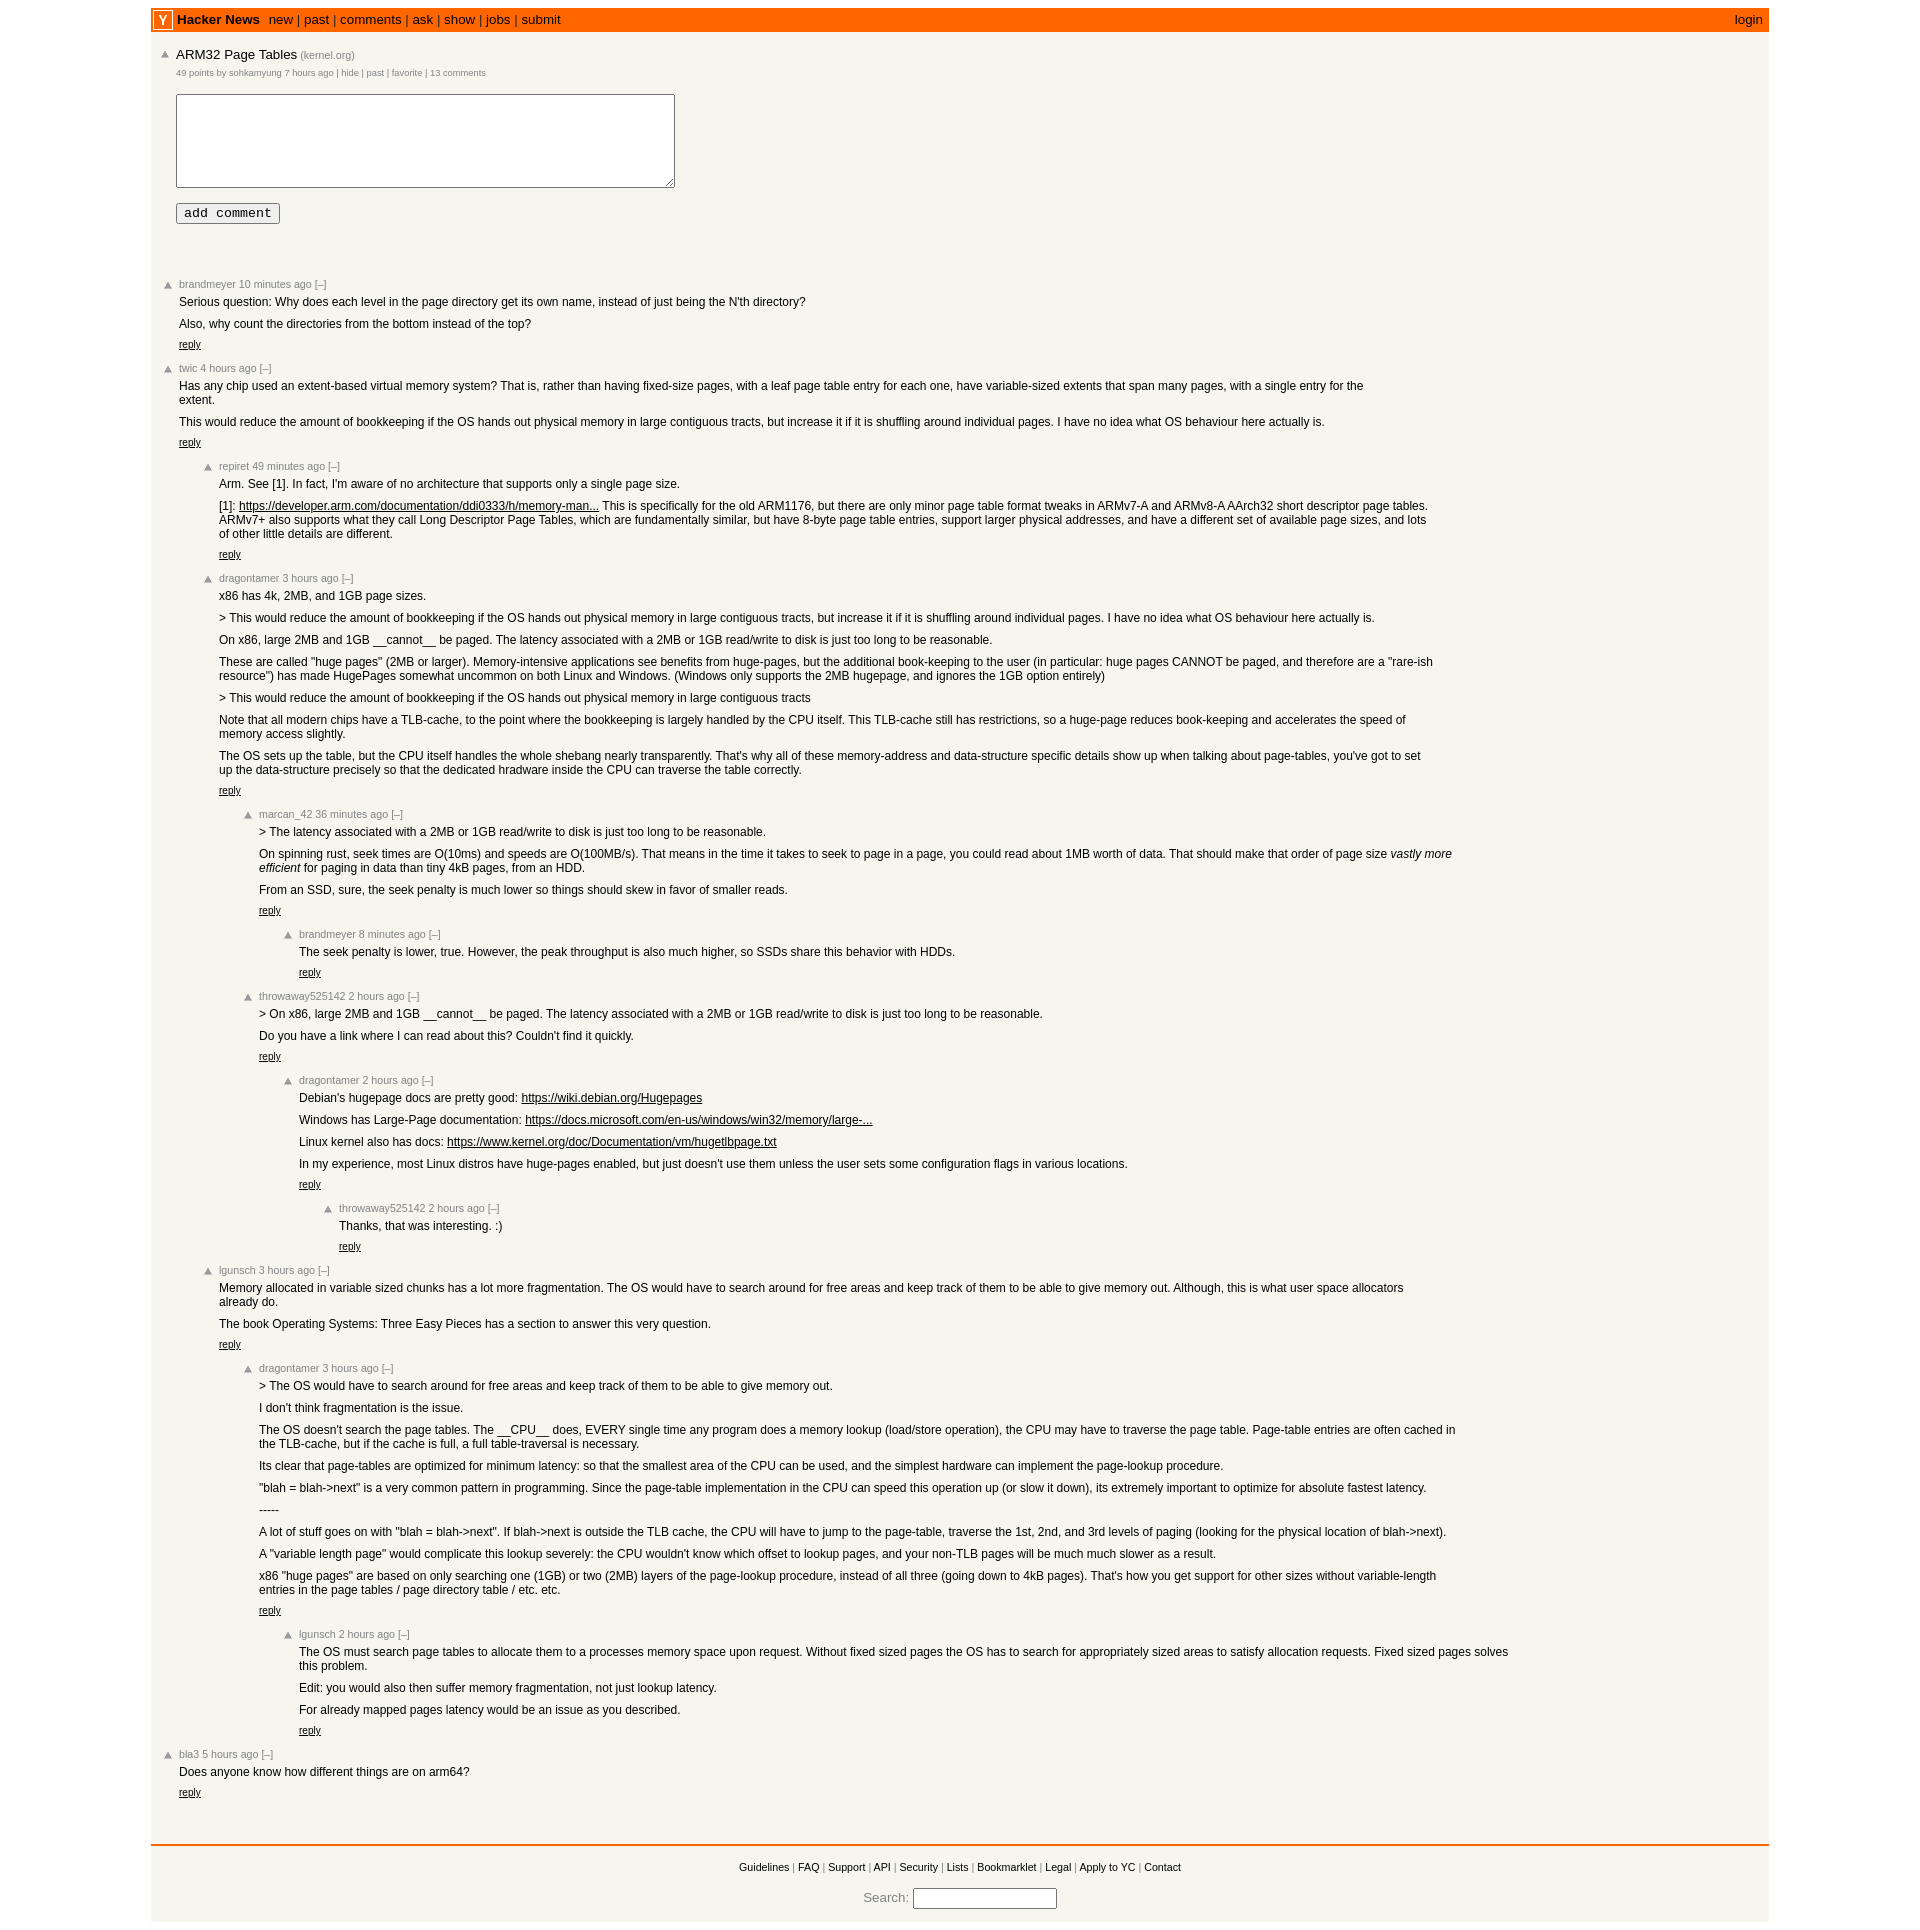 Y Hacker News new | past | comments | ask | show | jobs | submit login
ARM32 Page Tables (kernel.org)
49 points by sohkamyung 7 hours ago | hide | past | favorite | 13 comments
add comment
brandmeyer 10 minutes ago [–]
Serious question: Why does each level in the page directory get its own name, instead of just being the N'th directory?
Also, why count the directories from the bottom instead of the top?
reply
twic 4 hours ago [–]
Has any chip used an extent-based virtual memory system? That is, rather than having fixed-size pages, with a leaf page table entry for each one, have variable-sized extents that span many pages, with a single entry for the
extent.
This would reduce the amount of bookkeeping if the OS hands out physical memory in large contiguous tracts, but increase it if it is shuffling around individual pages. I have no idea what OS behaviour here actually is.
reply
repiret 49 minutes ago [–]
Arm. See [1]. In fact, I'm aware of no architecture that supports only a single page size.
[1]: https://developer.arm.com/documentation/ddi0333/h/memory-man... This is specifically for the old ARM1176, but there are only minor page table format tweaks in ARMv7-A and ARMv8-A AArch32 short descriptor page tables.
ARMv7+ also supports what they call Long Descriptor Page Tables, which are fundamentally similar, but have 8-byte page table entries, support larger physical addresses, and have a different set of available page sizes, and lots
of other little details are different.
reply
dragontamer 3 hours ago [–]
x86 has 4k, 2MB, and 1GB page sizes.
> This would reduce the amount of bookkeeping if the OS hands out physical memory in large contiguous tracts, but increase it if it is shuffling around individual pages. I have no idea what OS behaviour here actually is.
On x86, large 2MB and 1GB __cannot__ be paged. The latency associated with a 2MB or 1GB read/write to disk is just too long to be reasonable.
These are called "huge pages" (2MB or larger). Memory-intensive applications see benefits from huge-pages, but the additional book-keeping to the user (in particular: huge pages CANNOT be paged, and therefore are a "rare-ish
resource") has made HugePages somewhat uncommon on both Linux and Windows. (Windows only supports the 2MB hugepage, and ignores the 1GB option entirely)
> This would reduce the amount of bookkeeping if the OS hands out physical memory in large contiguous tracts
Note that all modern chips have a TLB-cache, to the point where the bookkeeping is largely handled by the CPU itself. This TLB-cache still has restrictions, so a huge-page reduces book-keeping and accelerates the speed of
memory access slightly.
The OS sets up the table, but the CPU itself handles the whole shebang nearly transparently. That's why all of these memory-address and data-structure specific details show up when talking about page-tables, you've got to set
up the data-structure precisely so that the dedicated hradware inside the CPU can traverse the table correctly.
reply
marcan_42 36 minutes ago [–]
> The latency associated with a 2MB or 1GB read/write to disk is just too long to be reasonable.
On spinning rust, seek times are O(10ms) and speeds are O(100MB/s). That means in the time it takes to seek to page in a page, you could read about 1MB worth of data. That should make that order of page size vastly more
efficient for paging in data than tiny 4kB pages, from an HDD.
From an SSD, sure, the seek penalty is much lower so things should skew in favor of smaller reads.
reply
brandmeyer 8 minutes ago [–]
The seek penalty is lower, true. However, the peak throughput is also much higher, so SSDs share this behavior with HDDs.
reply
throwaway525142 2 hours ago [–]
> On x86, large 2MB and 1GB __cannot__ be paged. The latency associated with a 2MB or 1GB read/write to disk is just too long to be reasonable.
Do you have a link where I can read about this? Couldn't find it quickly.
reply
dragontamer 2 hours ago [–]
Debian's hugepage docs are pretty good: https://wiki.debian.org/Hugepages
Windows has Large-Page documentation: https://docs.microsoft.com/en-us/windows/win32/memory/large-...
Linux kernel also has docs: https://www.kernel.org/doc/Documentation/vm/hugetlbpage.txt
In my experience, most Linux distros have huge-pages enabled, but just doesn't use them unless the user sets some configuration flags in various locations.
reply
throwaway525142 2 hours ago [–]
Thanks, that was interesting. :)
reply
lgunsch 3 hours ago [–]
Memory allocated in variable sized chunks has a lot more fragmentation. The OS would have to search around for free areas and keep track of them to be able to give memory out. Although, this is what user space allocators
already do.
The book Operating Systems: Three Easy Pieces has a section to answer this very question.
reply
dragontamer 3 hours ago [–]
> The OS would have to search around for free areas and keep track of them to be able to give memory out.
I don't think fragmentation is the issue.
The OS doesn't search the page tables. The __CPU__ does, EVERY single time any program does a memory lookup (load/store operation), the CPU may have to traverse the page table. Page-table entries are often cached in
the TLB-cache, but if the cache is full, a full table-traversal is necessary.
Its clear that page-tables are optimized for minimum latency: so that the smallest area of the CPU can be used, and the simplest hardware can implement the page-lookup procedure.
"blah = blah->next" is a very common pattern in programming. Since the page-table implementation in the CPU can speed this operation up (or slow it down), its extremely important to optimize for absolute fastest latency.
-----
A lot of stuff goes on with "blah = blah->next". If blah->next is outside the TLB cache, the CPU will have to jump to the page-table, traverse the 1st, 2nd, and 3rd levels of paging (looking for the physical location of blah->next).
A "variable length page" would complicate this lookup severely: the CPU wouldn't know which offset to lookup pages, and your non-TLB pages will be much much slower as a result.
x86 "huge pages" are based on only searching one (1GB) or two (2MB) layers of the page-lookup procedure, instead of all three (going down to 4kB pages). That's how you get support for other sizes without variable-length
entries in the page tables / page directory table / etc. etc.
reply
lgunsch 2 hours ago [–]
The OS must search page tables to allocate them to a processes memory space upon request. Without fixed sized pages the OS has to search for appropriately sized areas to satisfy allocation requests. Fixed sized pages solves
this problem.
Edit: you would also then suffer memory fragmentation, not just lookup latency.
For already mapped pages latency would be an issue as you described.
reply
bla3 5 hours ago [–]
Does anyone know how different things are on arm64?
reply
Guidelines | FAQ | Support | API | Security | Lists | Bookmarklet | Legal | Apply to YC | Contact
Search: